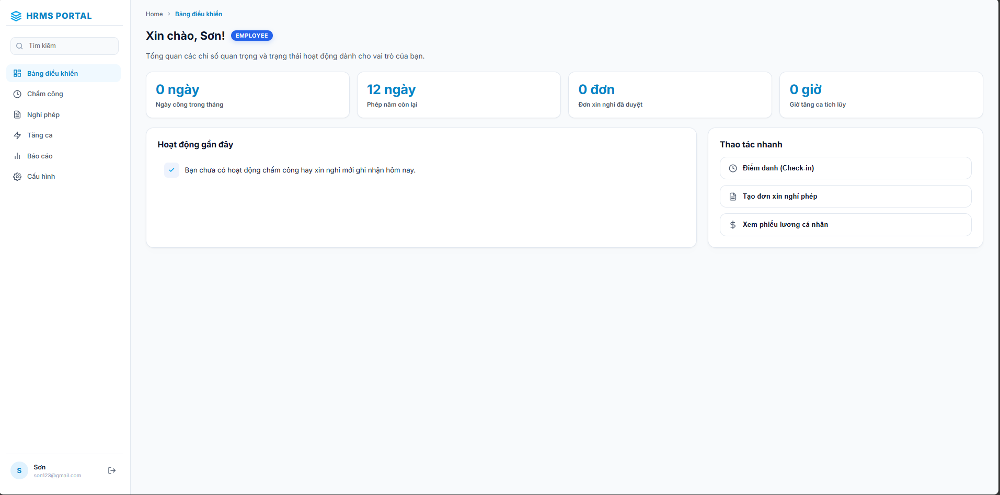 HRMS PORTAL
Tìm kiếm
Bảng điều khiển
Chấm công
Nghỉ phép
Tăng ca
Báo cáo
Cấu hình
Sơn
son123@gmail.com
S
Home › Bảng điều khiển
Xin chào, Sơn! EMPLOYEE
Tổng quan các chỉ số quan trọng và trạng thái hoạt động dành cho vai trò của bạn.
0 ngày
Ngày công trong tháng
12 ngày
Phép năm còn lại
0 đơn
Đơn xin nghỉ đã duyệt
0 giờ
Giờ tăng ca tích lũy
Hoạt động gần đây
Bạn chưa có hoạt động chấm công hay xin nghỉ mới ghi nhận hôm nay.
Thao tác nhanh
Điểm danh (Check-in)
Tạo đơn xin nghỉ phép
Xem phiếu lương cá nhân